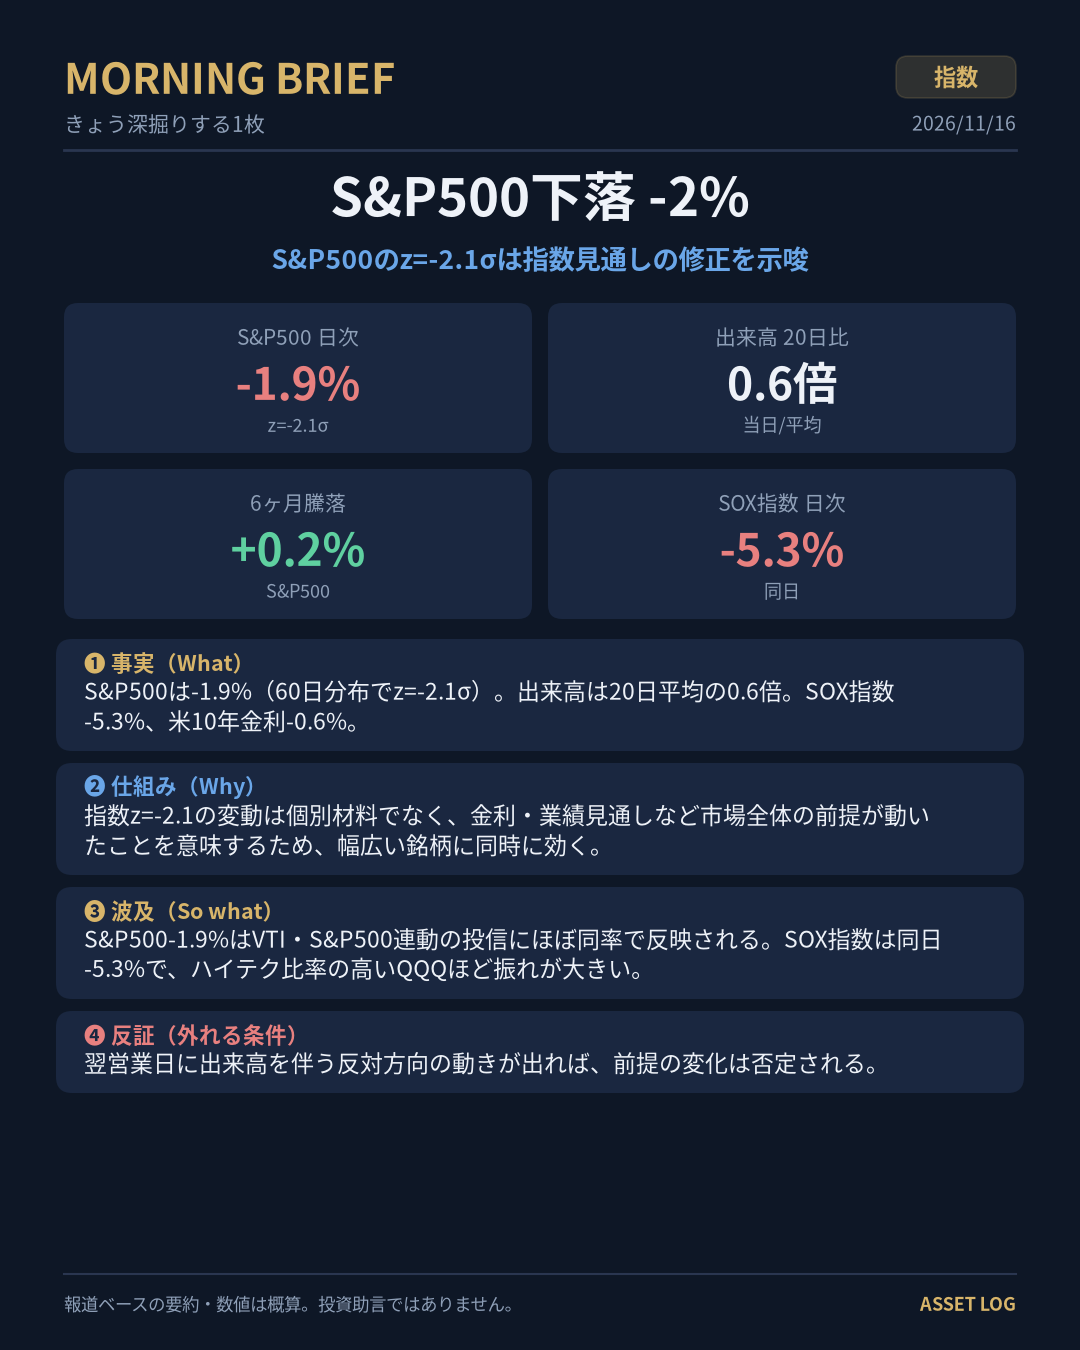 MORNING BRIEF
指数
きょう深掘りする1枚
2026/11/16
S&P500下落 -2%
S&P500のz=-2.1σは指数見通しの修正を示唆
S&P500 日次
-1.9%
z=-2.1σ
出来高 20日比
0.6倍
当日/平均
6ヶ月騰落
+0.2%
S&P500
SOX指数 日次
-5.3%
同日
❶ 事実（What）
S&P500は-1.9%（60日分布でz=-2.1σ）。出来高は20日平均の0.6倍。SOX指数
-5.3%、米10年金利-0.6%。
❷ 仕組み（Why）
指数z=-2.1の変動は個別材料でなく、金利・業績見通しなど市場全体の前提が動い
たことを意味するため、幅広い銘柄に同時に効く。
❸ 波及（So what）
S&P500-1.9%はVTI・S&P500連動の投信にほぼ同率で反映される。SOX指数は同日
-5.3%で、ハイテク比率の高いQQQほど振れが大きい。
❹ 反証（外れる条件）
翌営業日に出来高を伴う反対方向の動きが出れば、前提の変化は否定される。
報道ベースの要約・数値は概算。投資助言ではありません。
ASSET LOG